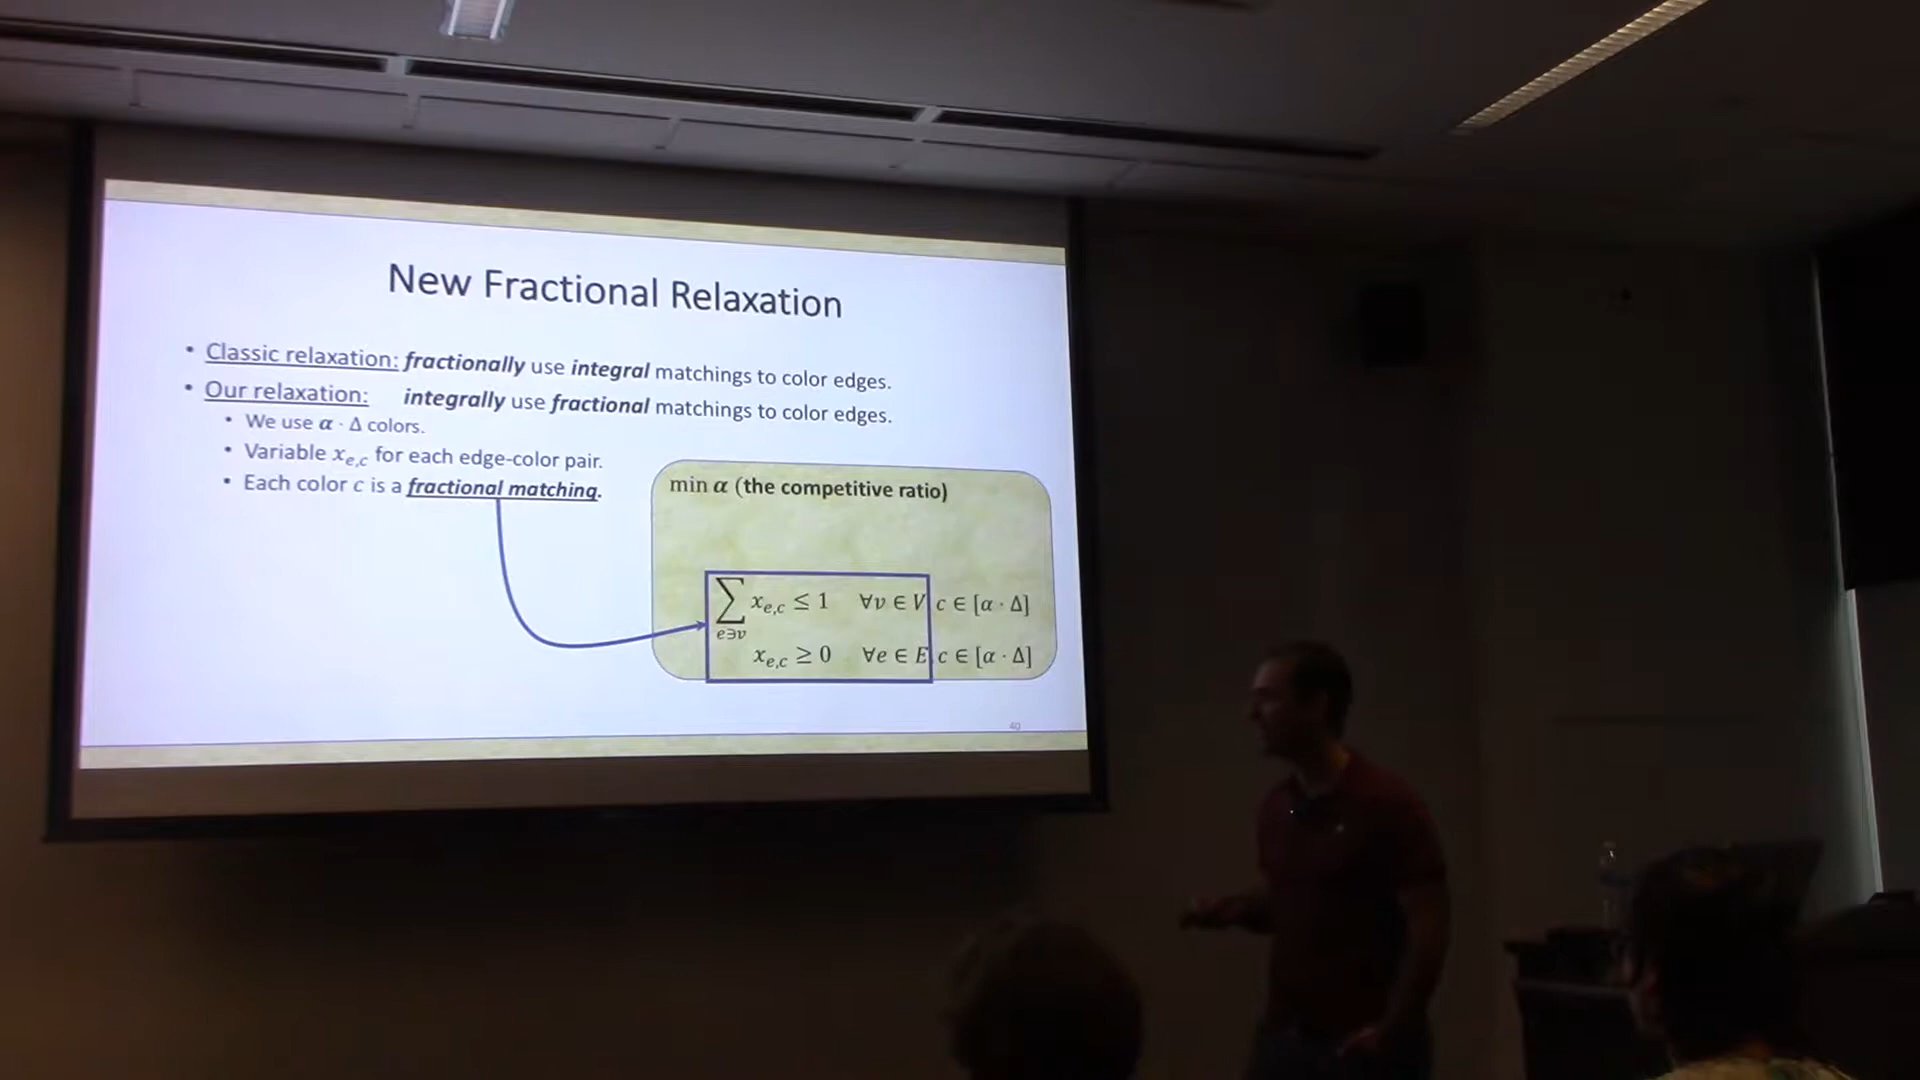 New Fractional Relaxation
• Classic relaxation: fractionally use integral matchings to color edges.
• Our relaxation: integrally use fractional matchings to color edges.
• We use α · Δ colors.
• Variable x_{e,c} for each edge-color pair.
• Each color c is a fractional matching.
min α (the competitive ratio)
∑_{e∋v} x_{e,c} ≤ 1 ∀v ∈ V c ∈ [α · Δ]
x_{e,c} ≥ 0 ∀e ∈ E c ∈ [α · Δ]
40